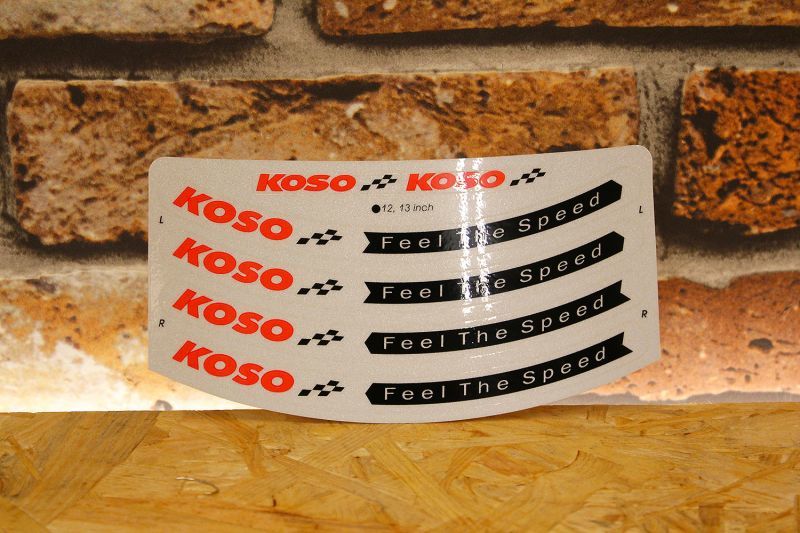 KOSO KOSO
●12, 13 inch
L KOSO Feel The Speed L
KOSO Feel The Speed
R KOSO Feel The Speed R
KOSO Feel The Speed